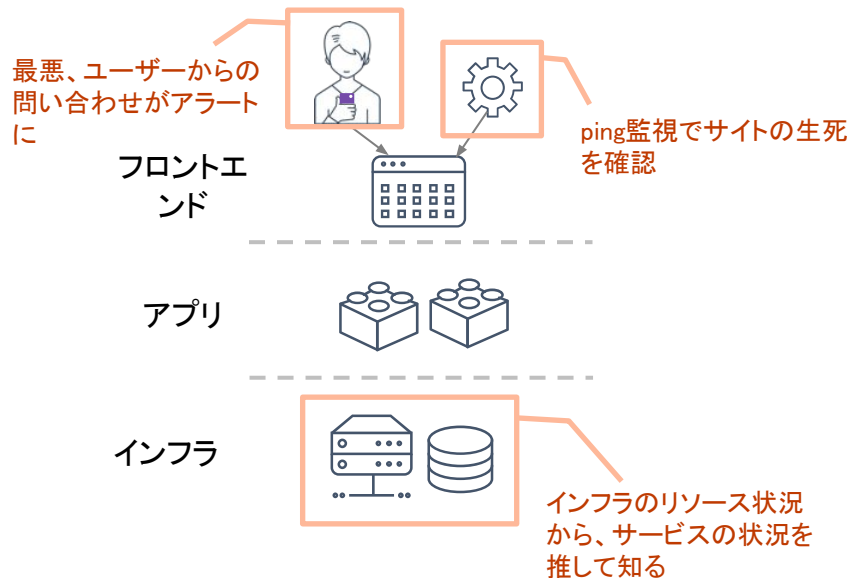 最悪、ユーザーからの
問い合わせがアラート
に
ping監視でサイトの生死
を確認
フロントエ
ンド
アプリ
インフラ
インフラのリソース状況
から、サービスの状況を
推して知る